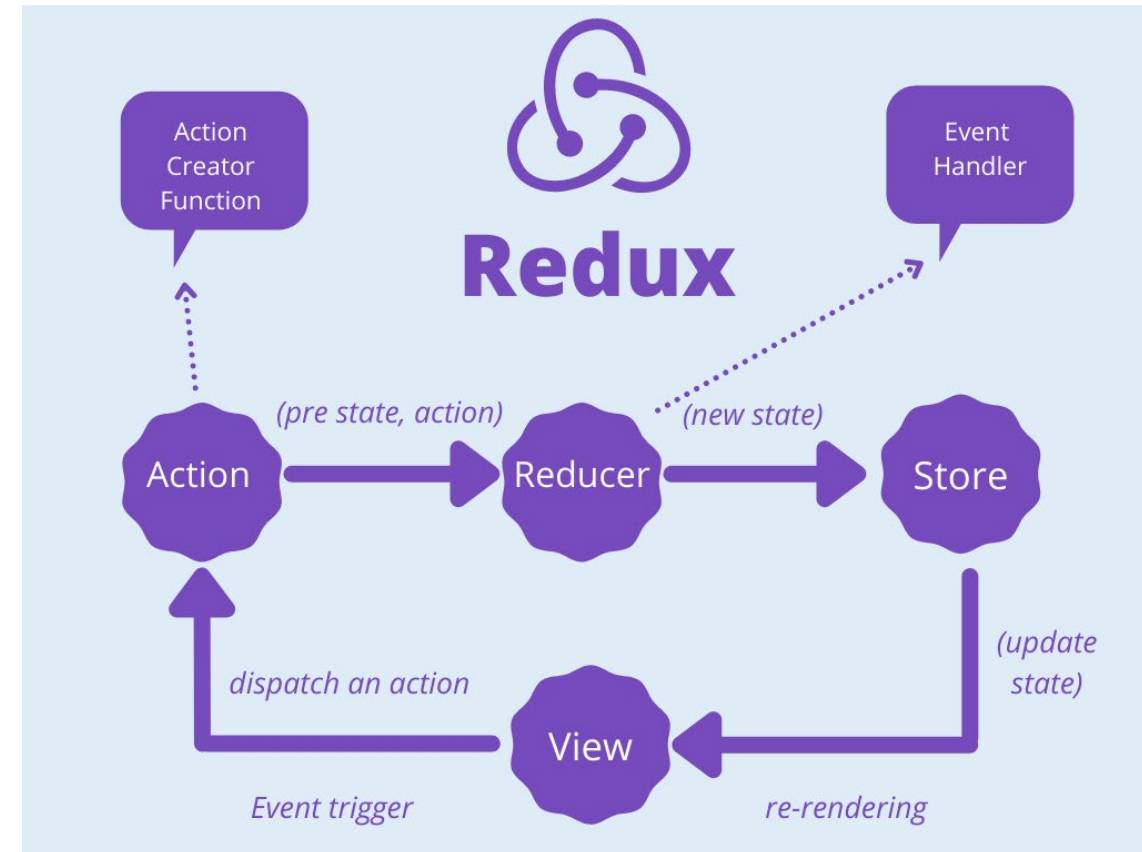 Action
Creator
Function
Event
Handler
Redux
(pre state, action)
(new state)
Action
Reducer
Store
(update
state)
dispatch an action
View
Event trigger
re-rendering